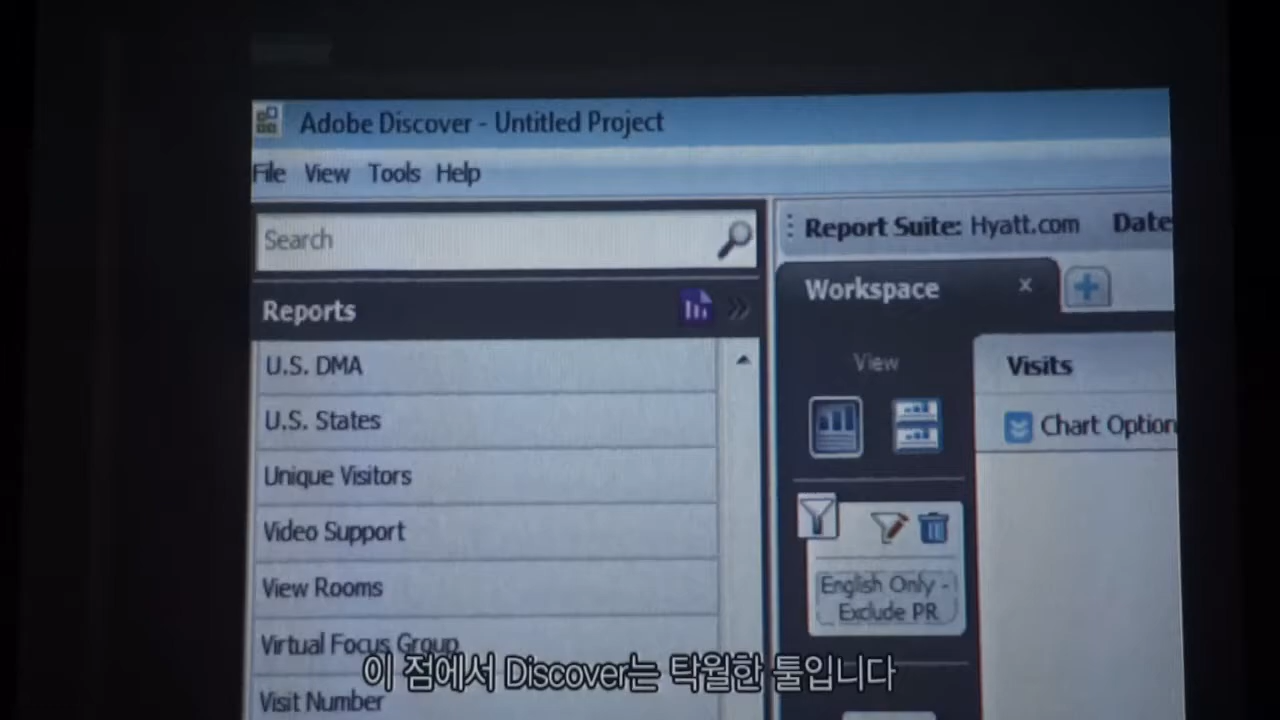 Adobe Discover - Untitled Project
File View Tools Help
Search
Report Suite: Hyatt.com Date
Reports
Workspace x
View
Visits
Chart Option
U.S. DMA
U.S. States
Unique Visitors
Video Support
View Rooms
Virtual Focus Group
Visit Number
English Only -
Exclude PR
이 점에서 Discover는 탁월한 툴입니다